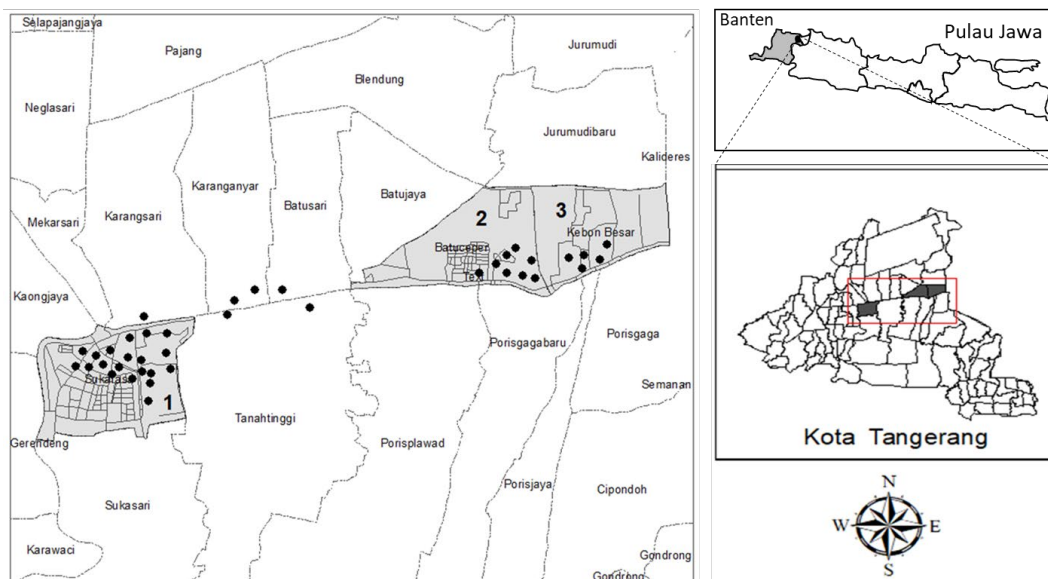 Selapajangjaya
Pajang
Jurumudi
Blendung
Neglasari
Jurumudibaru
Kalideres
Karanganyar
Batujaya
Batusari
Mekarsari
Karangsari
2
3
Kebon Besar
Batuceper
Kaongjaya
Porisgaga
Porisgagabaru
Semanan
1
Tanahtinggi
Gerendeng
Porisplawad
Porisjaya
Cipondoh
Sukasari
Karawaci
Gondrong
Gondrong
Banten
Pulau Jawa
Kota Tangerang
N
W
E
S